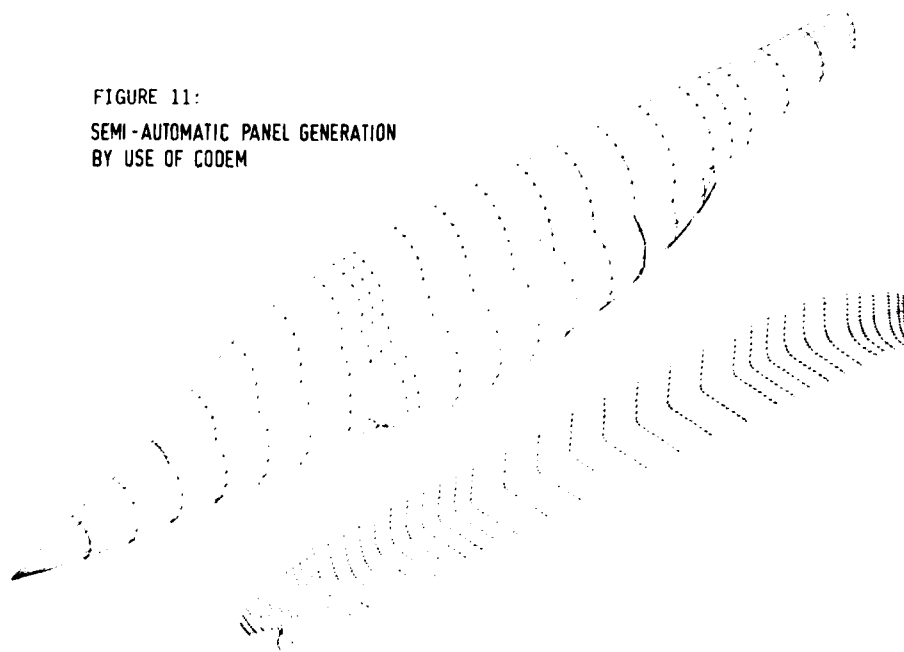 FIGURE 11:
SEMI-AUTOMATIC PANEL GENERATION
BY USE OF CODEM